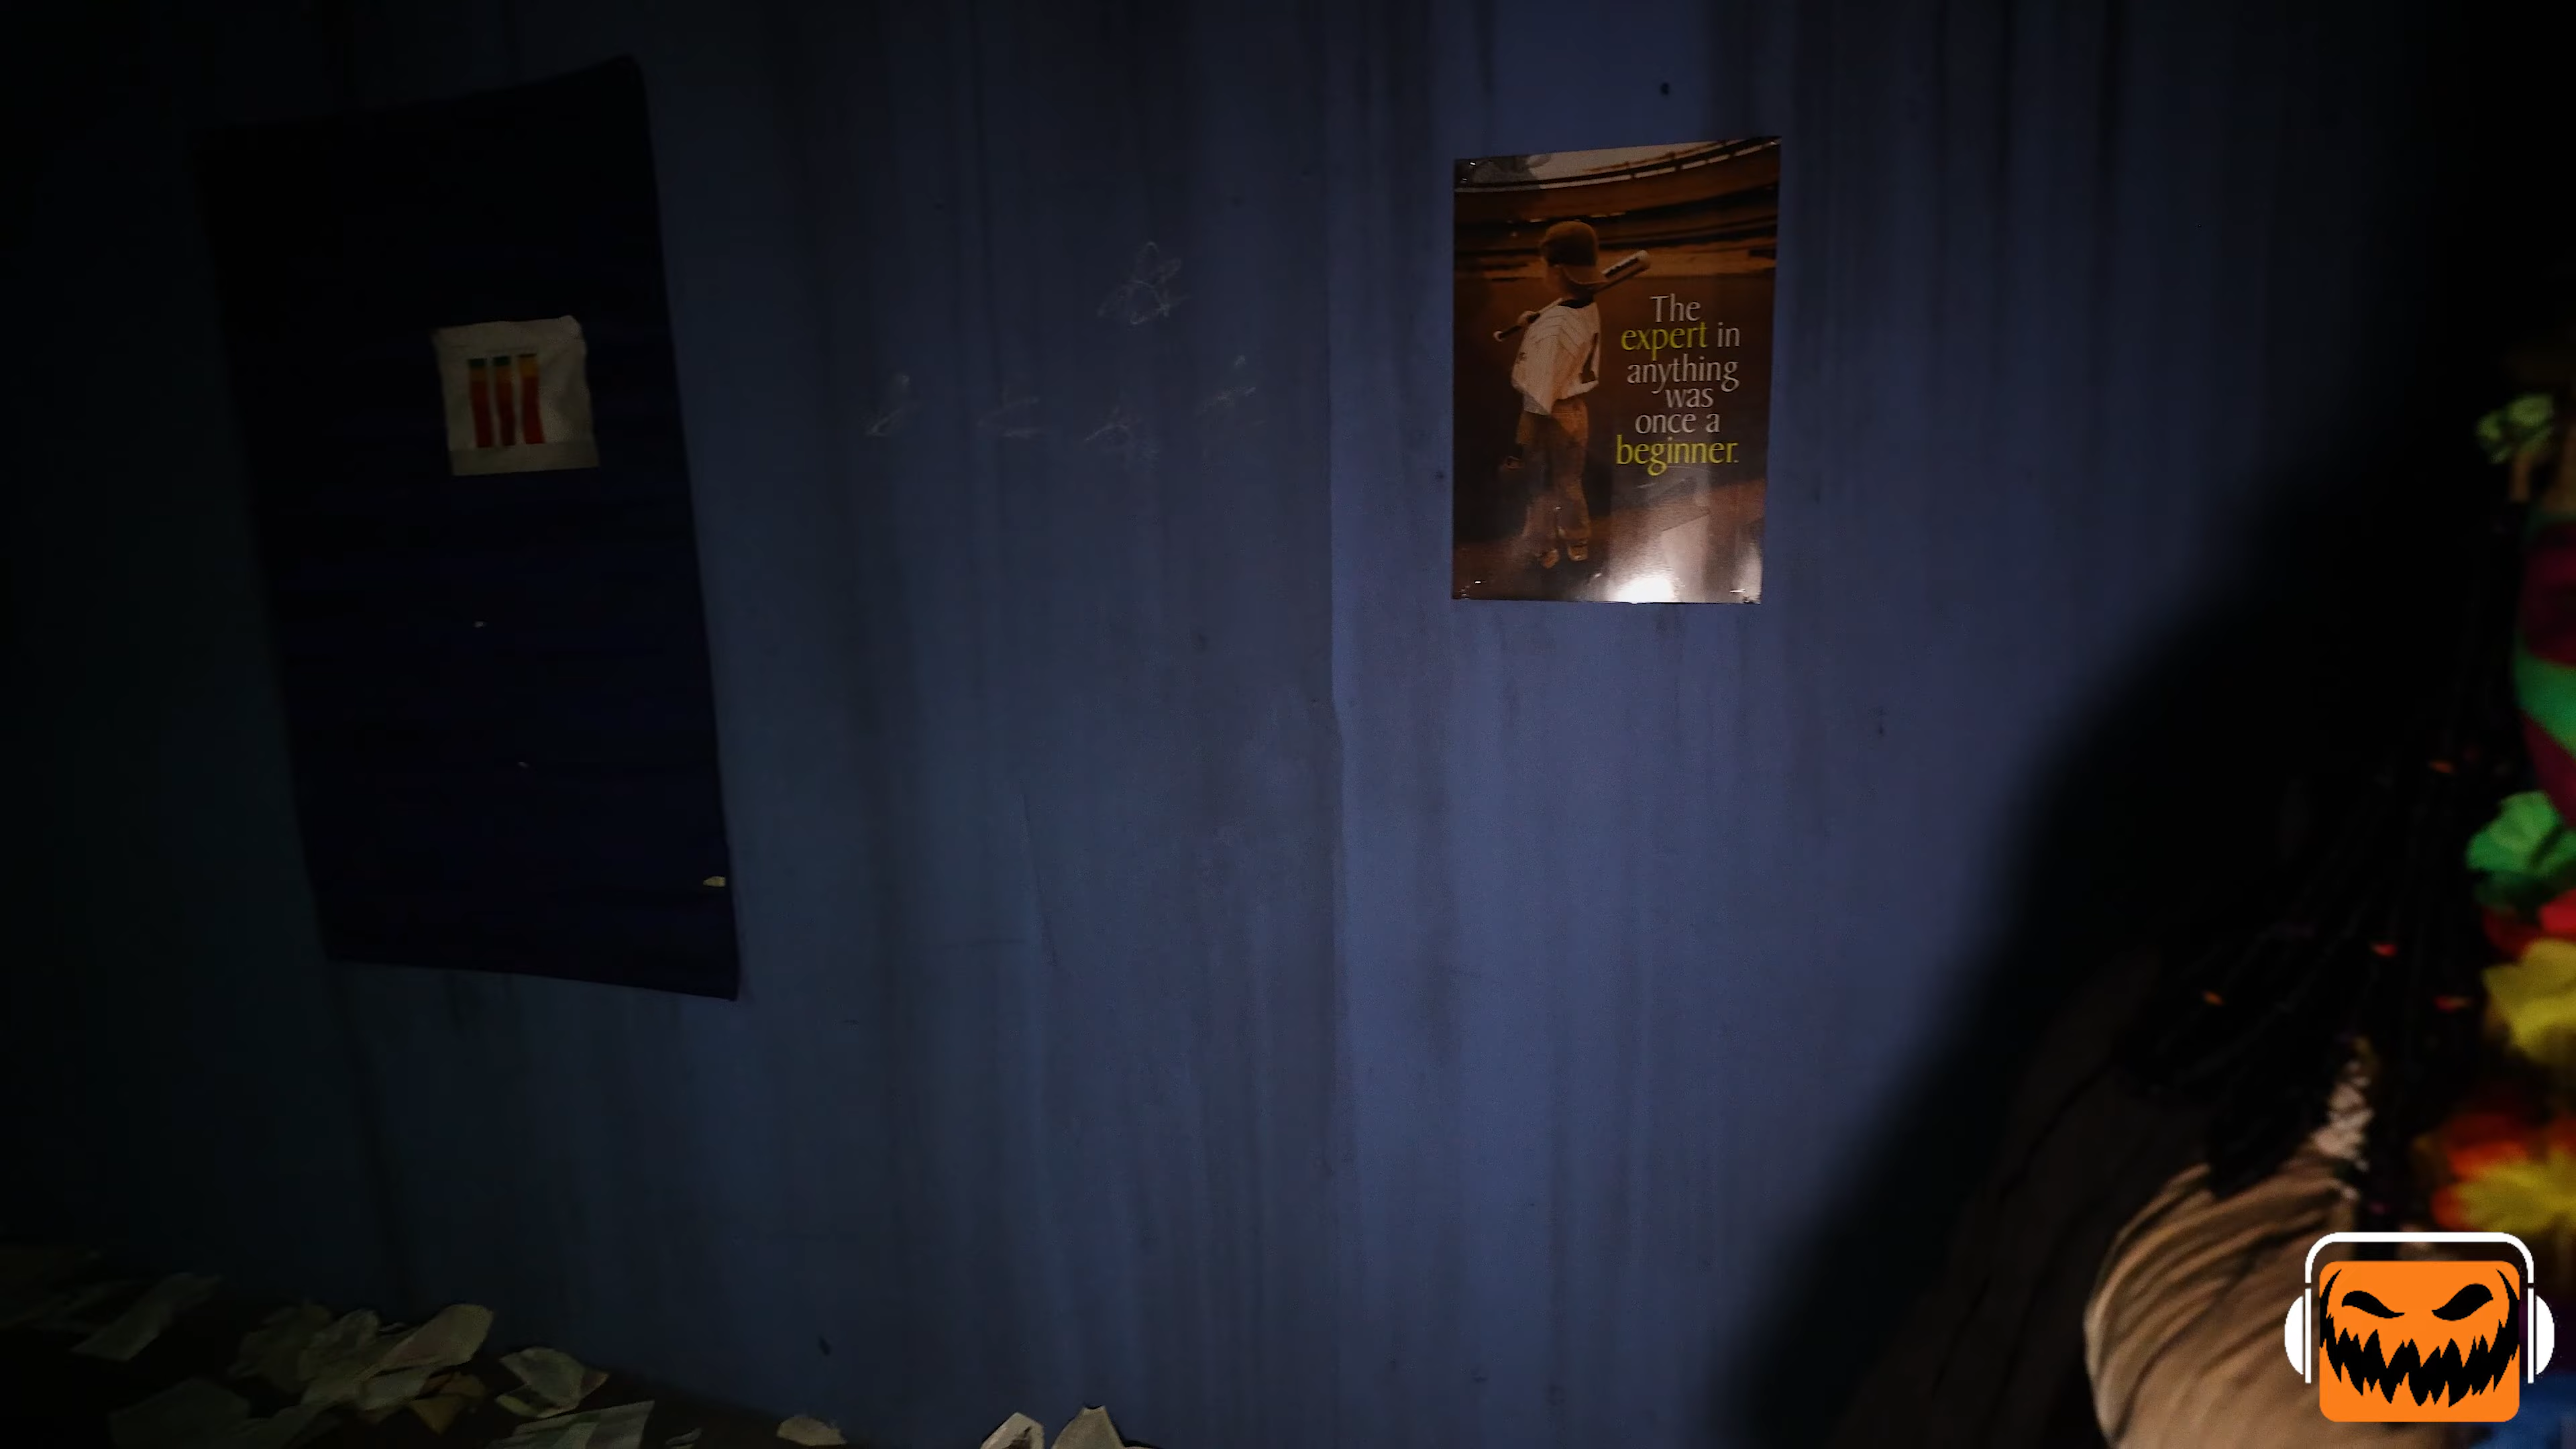 The
expert in
anything
was
once a
beginner.